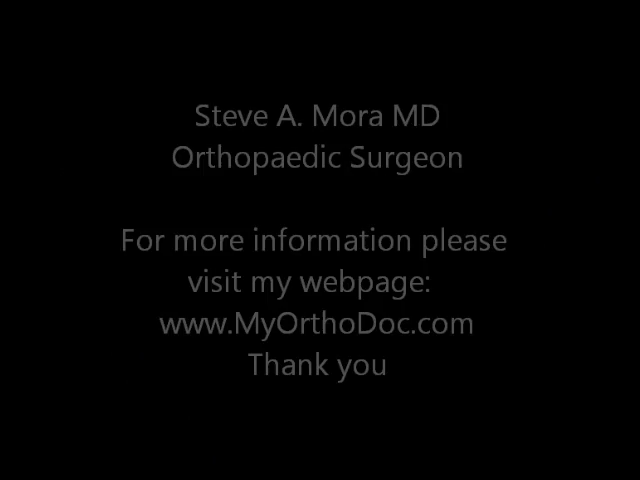 Steve A. Mora MD
Orthopaedic Surgeon
For more information please
visit my webpage:
www.MyOrthoDoc.com
Thank you